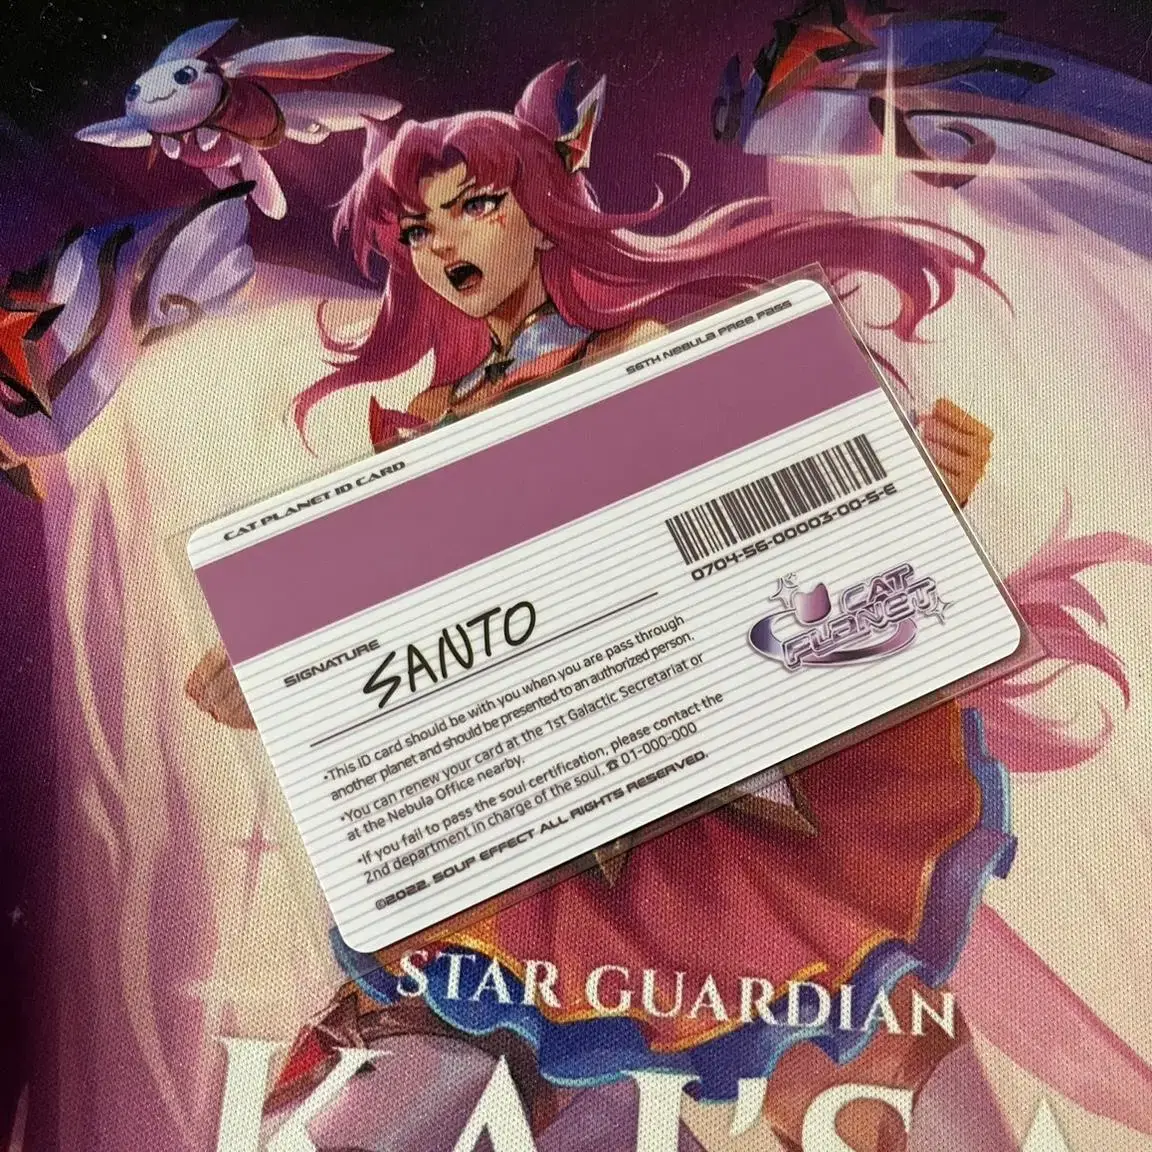 CAT PLANET ID CARD
56TH NEBULA FREE PASS
0704-56-00003-00-S-E
CAT
PLANET
SIGNATURE
SANTO
•This ID card should be with you when you are pass through
another planet and should be presented to an authorized person.
•You can renew your card at the 1st Galactic Secretariat or
at the Nebula Office nearby.
•If you fail to pass the soul certification, please contact the
2nd department in charge of the soul. ☎ 01-000-000
©2022. SOUP EFFECT ALL RIGHTS RESERVED.
STAR GUARDIAN
KAI'SA